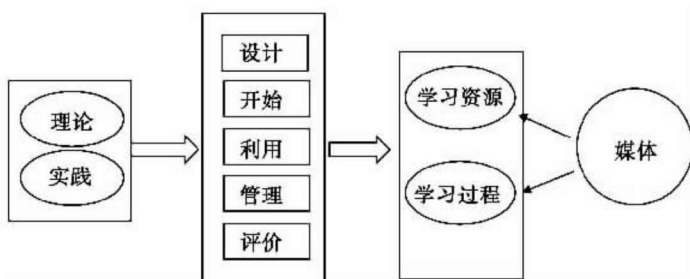 理论
实践
设计
开始
利用
管理
评价
学习资源
学习过程
媒体